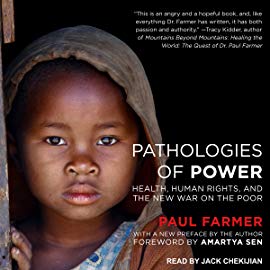 "This is an angry and a hopeful book, and, like
everything Dr. Farmer has written, it has both
passion and authority." —Tracy Kidder, author
of Mountains Beyond Mountains: Healing the
World: The Quest of Dr. Paul Farmer
PATHOLOGIES
OF POWER
HEALTH, HUMAN RIGHTS, AND
THE NEW WAR ON THE POOR
PAUL FARMER
WITH A NEW PREFACE BY THE AUTHOR
FOREWORD BY AMARTYA SEN
READ BY JACK CHEKIJIAN